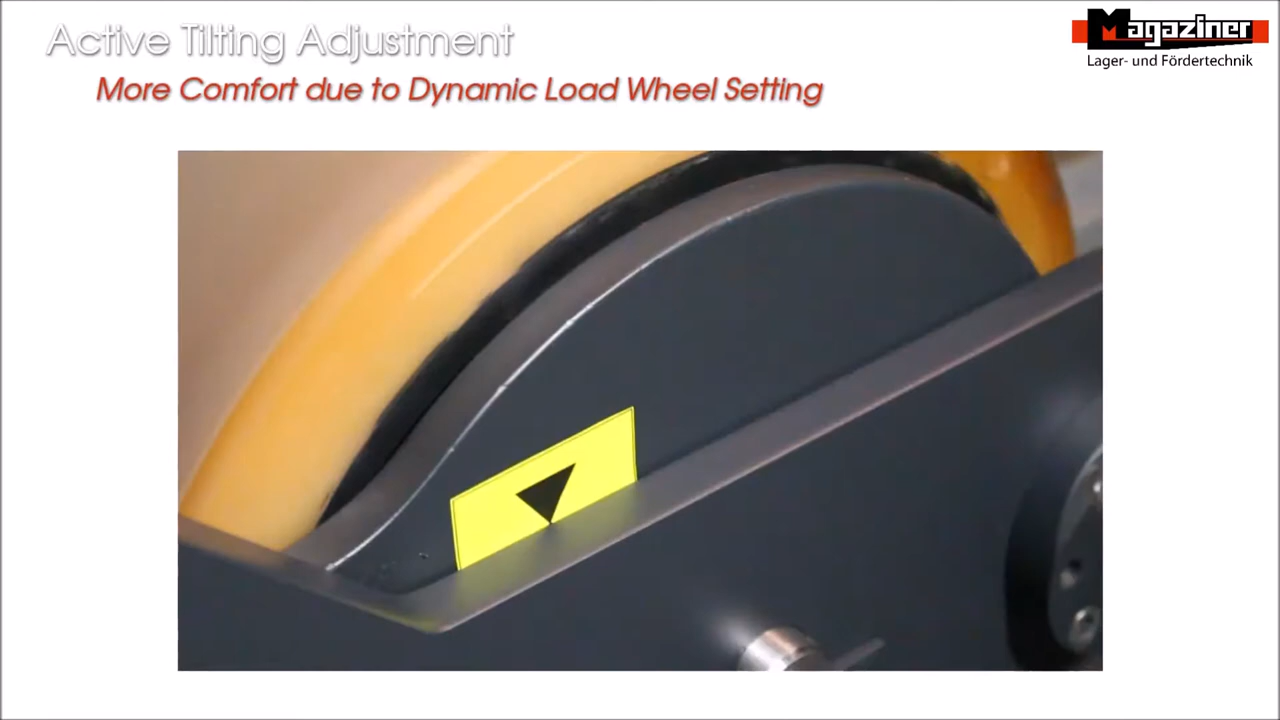 Active Tilting Adjustment
More Comfort due to Dynamic Load Wheel Setting
Magaziner
Lager- und Fördertechnik